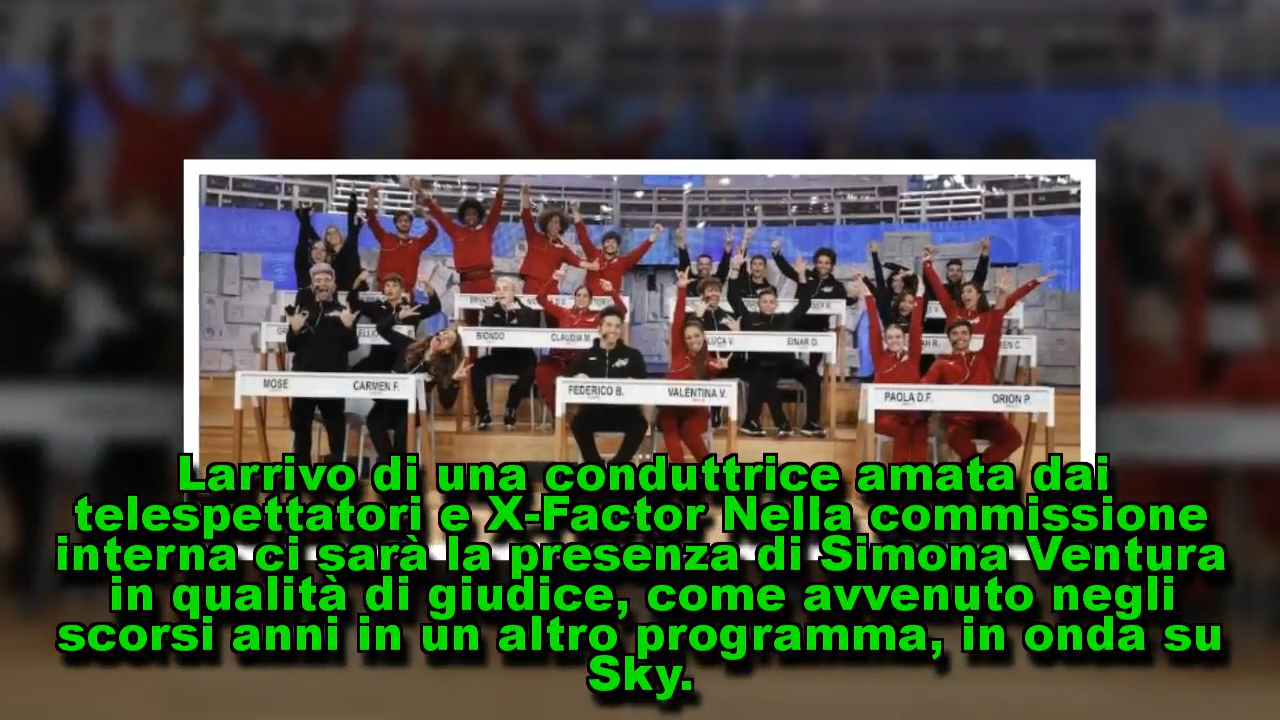 BIONDO
CLAUDIA M.
LUCA V.
EINAR O.
MOSE
CARMEN F.
FEDERICO B.
VALENTINA V.
PAOLA D.F.
ORION P.
Larrivo di una conduttrice amata dai
telespettatori e X-Factor Nella commissione
interna ci sarà la presenza di Simona Ventura
in qualità di giudice, come avvenuto negli
scorsi anni in un altro programma, in onda su
Sky.